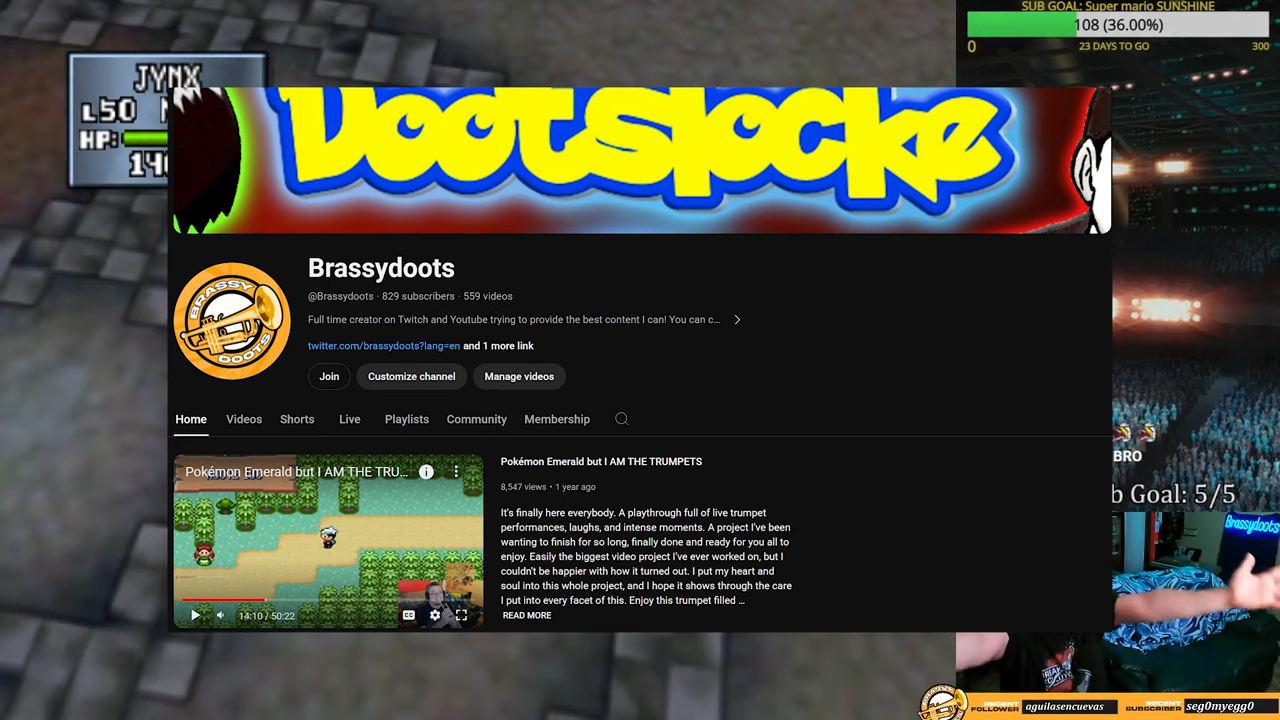 SUB GOAL: Super mario SUNSHINE
108 (36.00%)
0
23 DAYS TO GO
300
JYNX
L50
HP:
140
Dootslocke
BRASSY
DOOTS
Brassydoots
@Brassydoots · 829 subscribers · 559 videos
Full time creator on Twitch and Youtube trying to provide the best content I can! You can c...
twitter.com/brassydoots?lang=en and 1 more link
Join
Customize channel
Manage videos
Home
Videos
Shorts
Live
Playlists
Community
Membership
Pokémon Emerald but I AM THE TRU...
14:10 / 50:22
Pokémon Emerald but I AM THE TRUMPETS
8,547 views • 1 year ago
It's finally here everybody. A playthrough full of live trumpet
performances, laughs, and intense moments. A project I've been
wanting to finish for so long, finally done and ready for you all to
enjoy. Easily the biggest video project I've ever worked on, but I
couldn't be happier with how it turned out. I put my heart and
soul into this whole project, and I hope it shows through the care
I put into every facet of this. Enjoy this trumpet filled ...
READ MORE
BRO
b Goal: 5/5
Brassydoots
RECENT
FOLLOWER
aguilasencuevas
RECENT
SUBSCRIBER
seg0myegg0